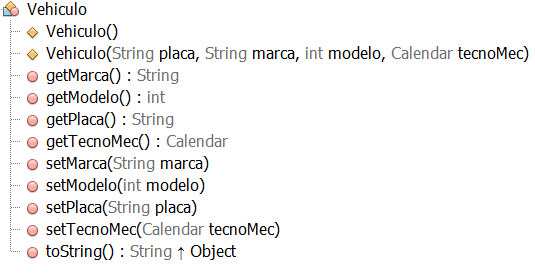 Vehiculo
Vehiculo()
Vehiculo(String placa, String marca, int modelo, Calendar tecnoMec)
getMarca() : String
getModelo() : int
getPlaca() : String
getTecnoMec() : Calendar
setMarca(String marca)
setModelo(int modelo)
setPlaca(String placa)
setTecnoMec(Calendar tecnoMec)
toString() : String ↑ Object